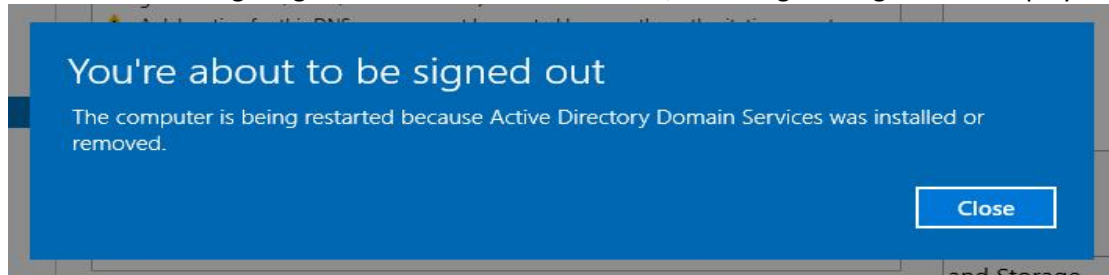 You're about to be signed out
The computer is being restarted because Active Directory Domain Services was installed or
removed.
Close
and Storage